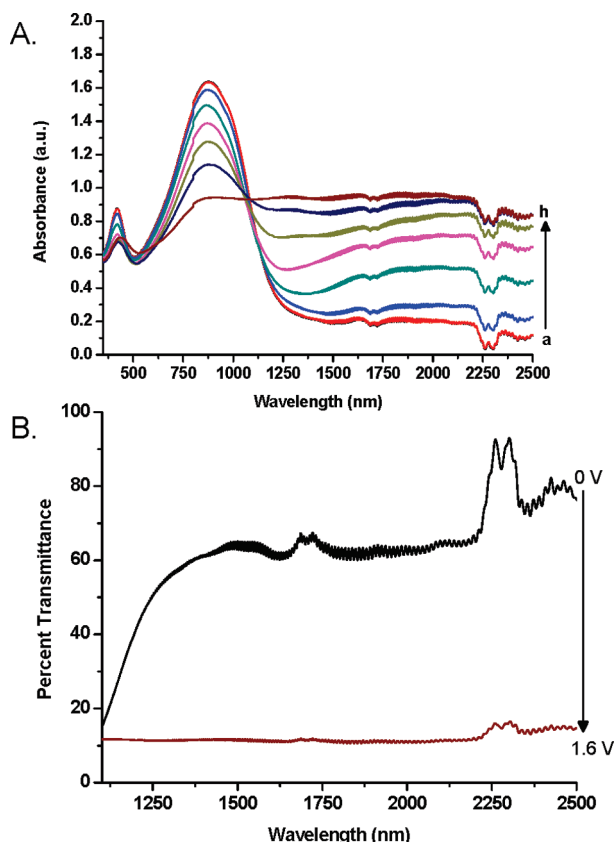 A.
2.0
1.8
1.6
1.4
1.2
1.0
0.8
0.6
0.4
0.2
0.0
Absorbance (a.u.)
h
a
500 750 1000 1250 1500 1750 2000 2250 2500
Wavelength (nm)
B.
100
80
60
40
20
0
Percent Transmittance
0 V
1.6 V
1250 1500 1750 2000 2250 2500
Wavelength (nm)